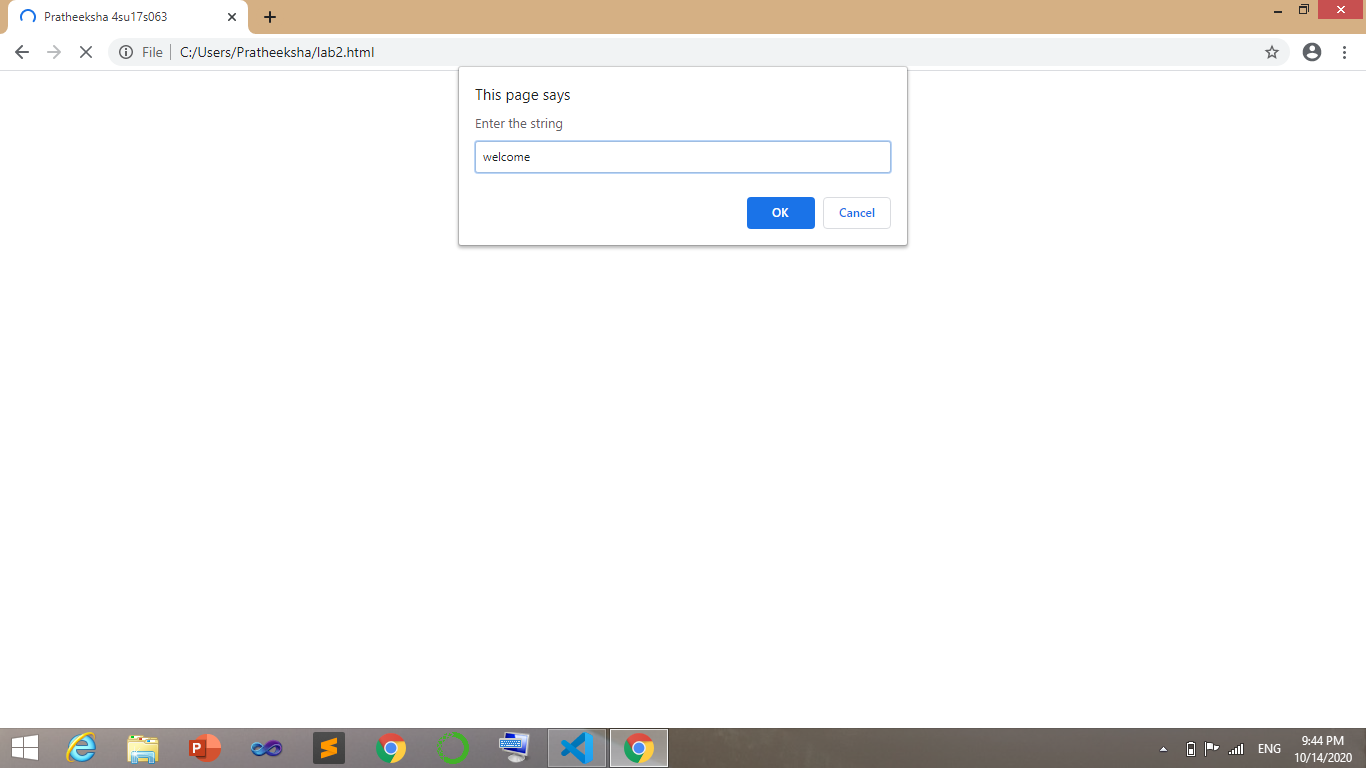 Pratheeksha 4su17s063
File C:/Users/Pratheeksha/lab2.html
This page says
Enter the string
welcome
OK Cancel
P
ENG
9:44 PM
10/14/2020